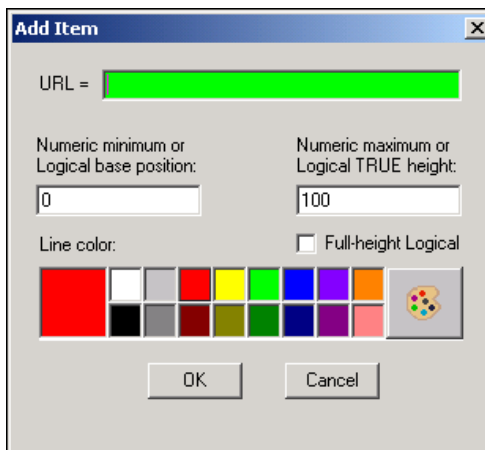 Add Item
URL =
Numeric minimum or
Logical base position:
Numeric maximum or
Logical TRUE height:
0
100
Line color:
Full-height Logical
OK
Cancel